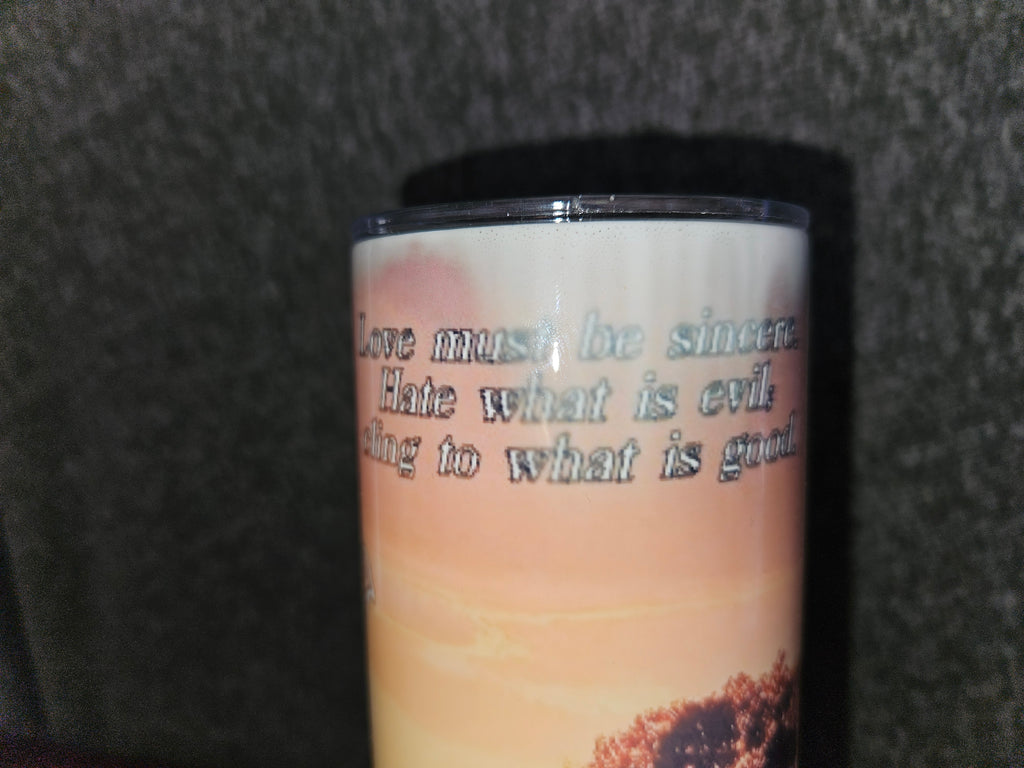 Love must be sincere.
Hate what is evil;
cling to what is good.